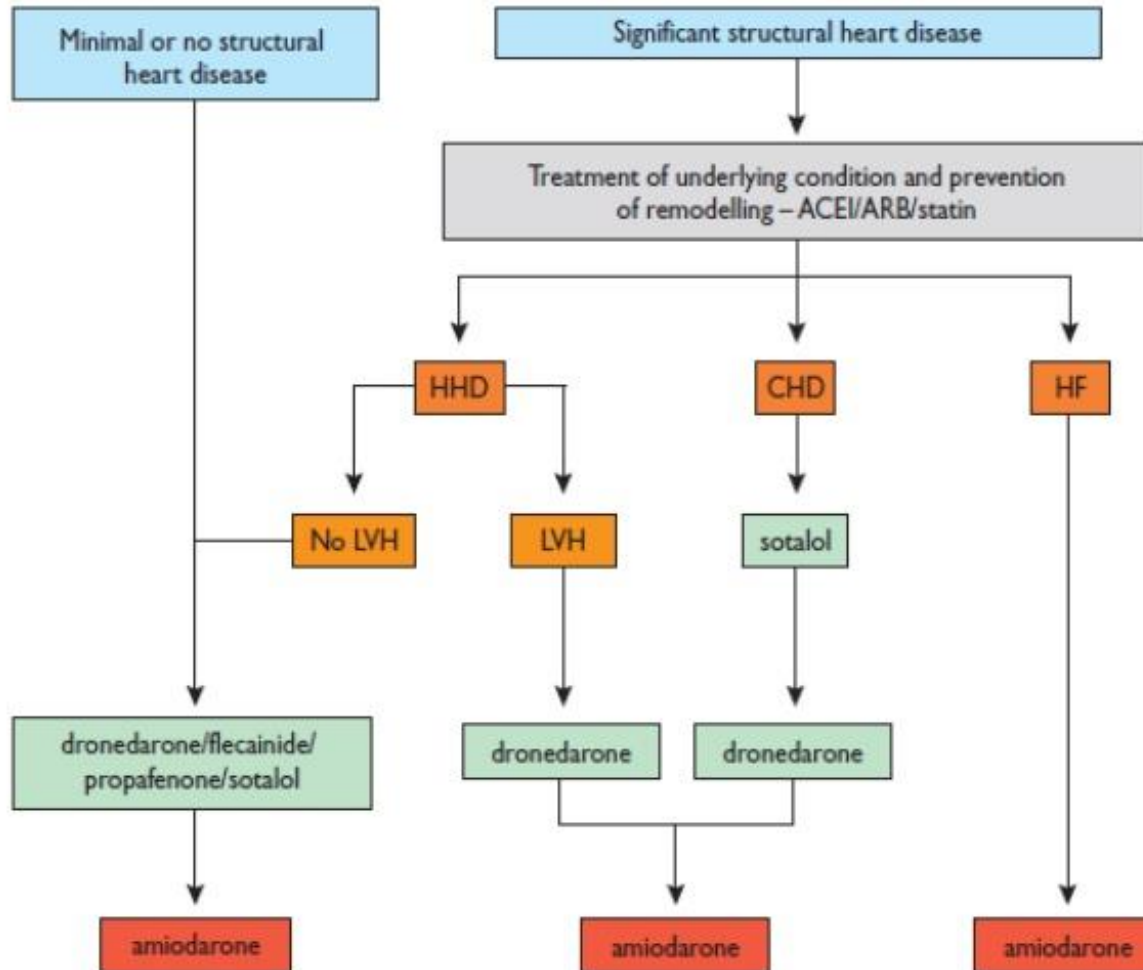 Minimal or no structural
heart disease
Significant structural heart disease
Treatment of underlying condition and prevention
of remodelling – ACEI/ARB/statin
HHD
CHD
HF
No LVH
LVH
sotalol
dronedarone/flecainide/
propafenone/sotalol
dronedarone
dronedarone
amiodarone
amiodarone
amiodarone